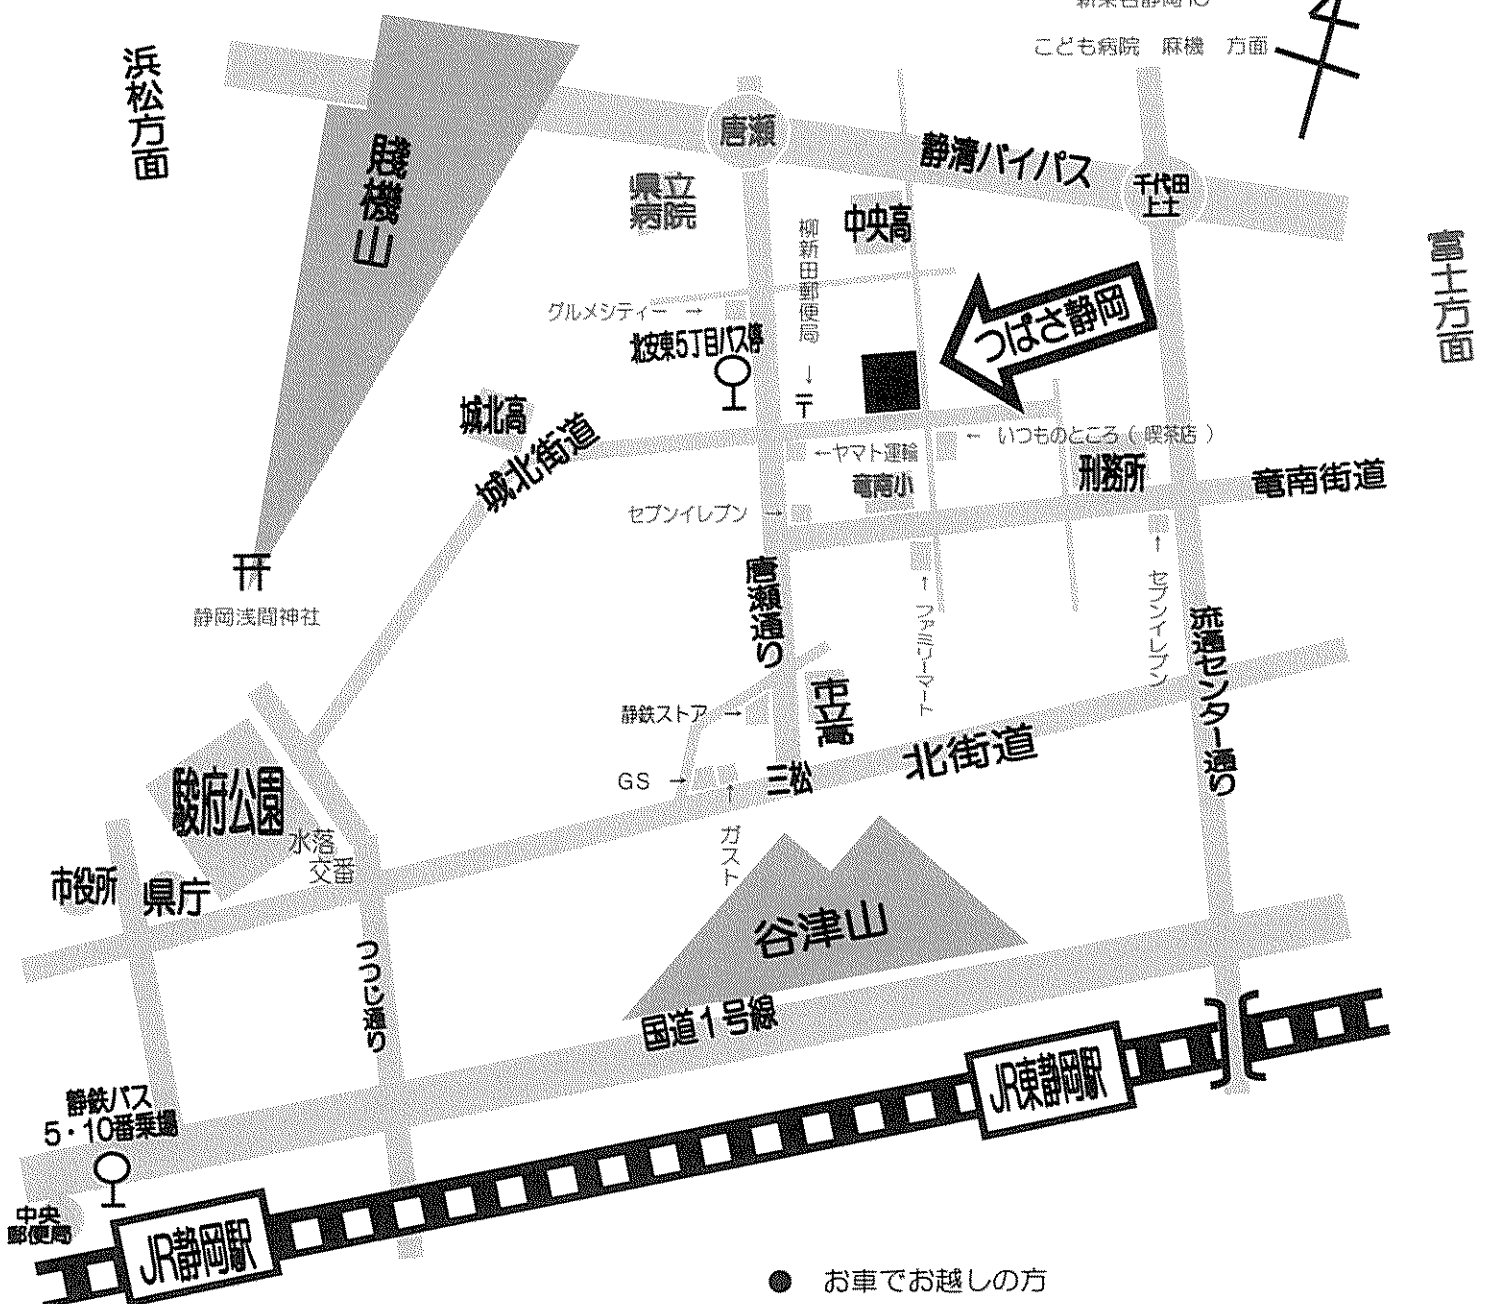 こども病院 麻機 方面
浜松方面
賤機山
唐瀬
静清バイパス
千代田
上土
県立
病院
柳新田郵便局
↓
〒
中央高
富士方面
グルメシティー →
北安東5丁目バス停
つばさ静岡
城北高
城北街道
← いつものところ(喫茶店)
←ヤマト運輸
竜南小
刑務所
竜南街道
セブンイレブン →
静岡浅間神社
唐瀬通り
↑ ファミリーマート
↑ セブンイレブン
流通センター通り
静鉄ストア →
市立高
北街道
GS →
三松
↑ ガスト
駿府公園
水落
交番
市役所
県庁
谷津山
つつじ通り
国道1号線
JR東静岡駅
静鉄バス
5・10番乗場
中央
郵便局
JR静岡駅
● お車でお越しの方